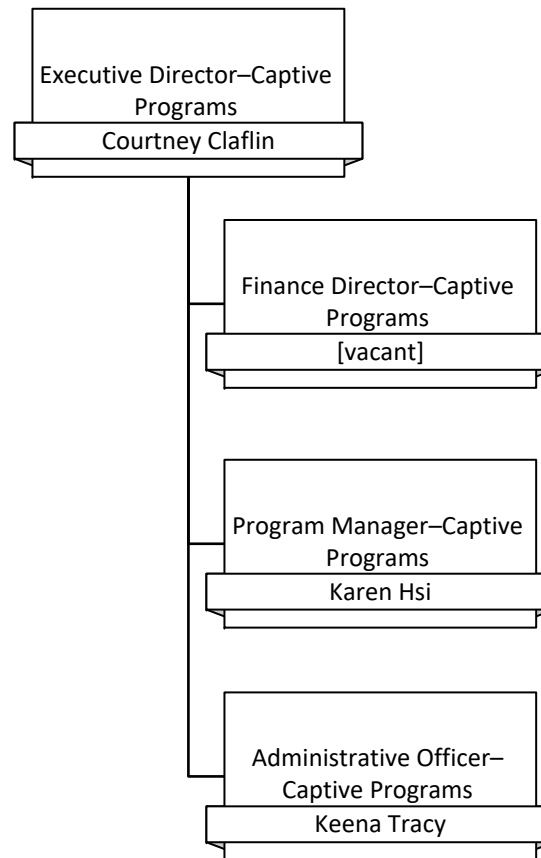 Executive Director–Captive
Programs
Courtney Claflin
Finance Director–Captive
Programs
[vacant]
Program Manager–Captive
Programs
Karen Hsi
Administrative Officer–
Captive Programs
Keena Tracy